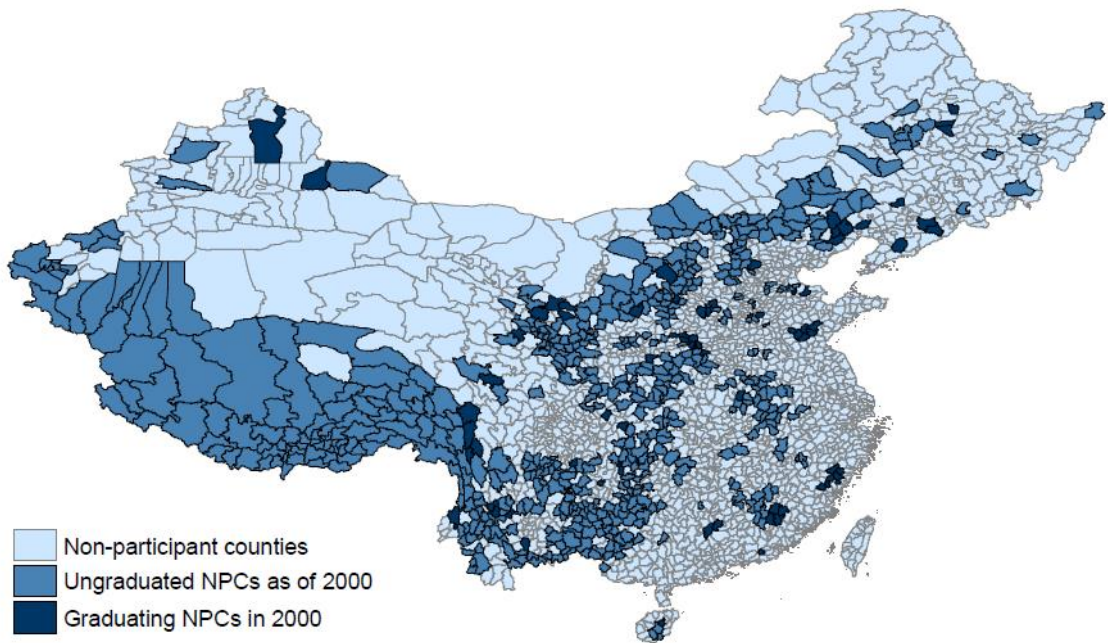 Non-participant counties
Ungraduated NPCs as of 2000
Graduating NPCs in 2000